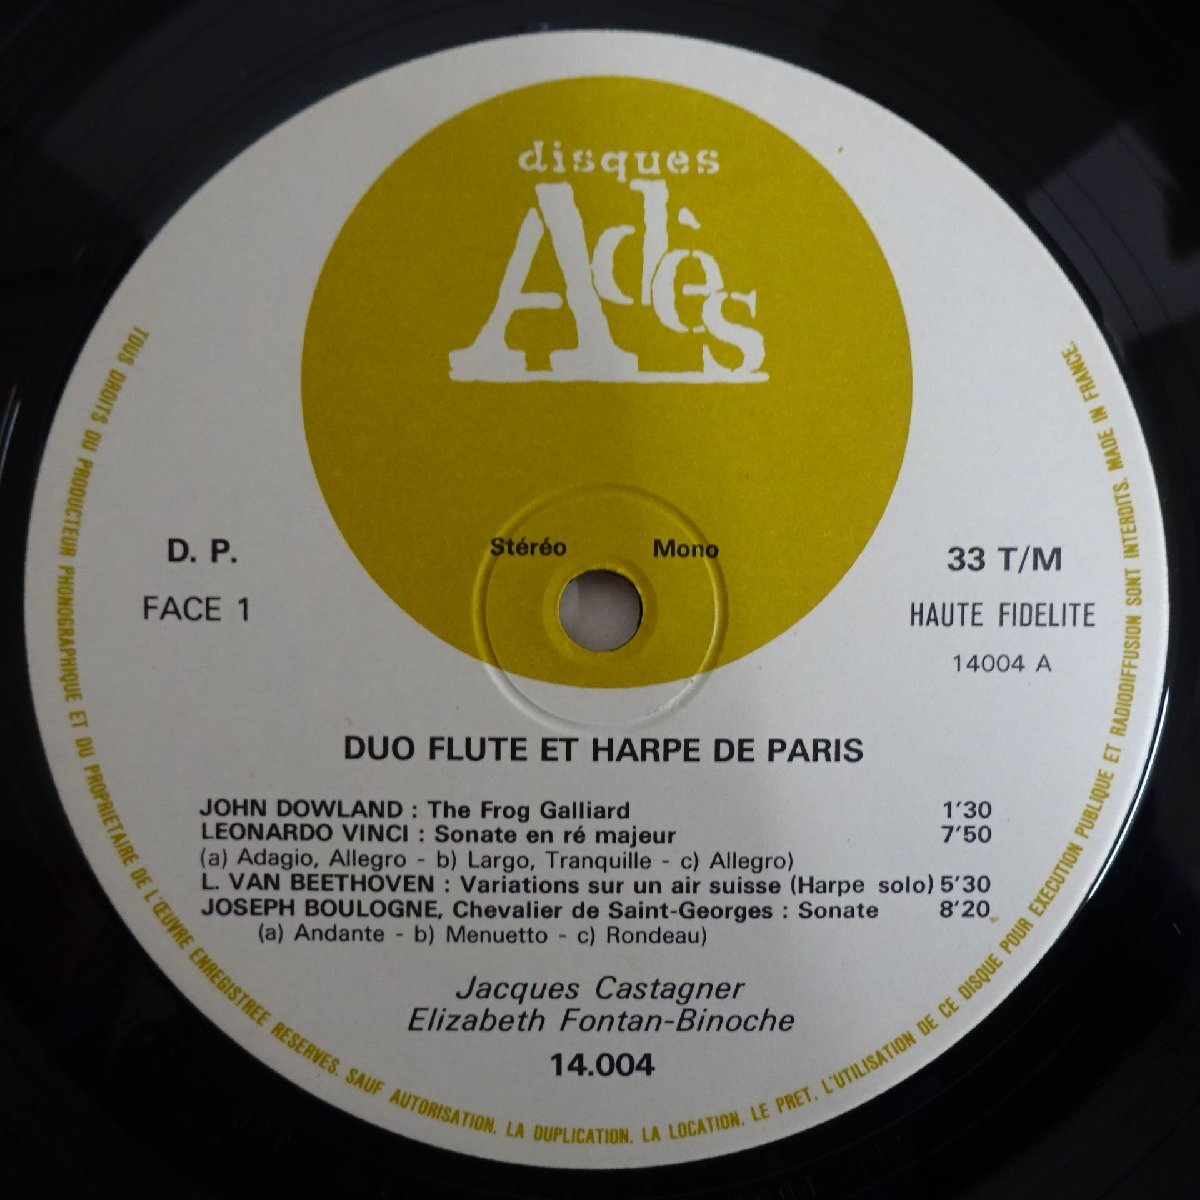 disques
Adès
Stéréo Mono
D. P.
33 T/M
FACE 1
HAUTE FIDELITE
14004 A
DUO FLUTE ET HARPE DE PARIS
JOHN DOWLAND : The Frog Galliard 1'30
LEONARDO VINCI : Sonate en ré majeur 7'50
(a) Adagio, Allegro - b) Largo, Tranquille - c) Allegro)
L. VAN BEETHOVEN : Variations sur un air suisse (Harpe solo) 5'30
JOSEPH BOULOGNE, Chevalier de Saint-Georges : Sonate 8'20
(a) Andante - b) Menuetto - c) Rondeau)
Jacques Castagner
Elizabeth Fontan-Binoche
14.004
TOUS DROITS DU PRODUCTEUR PHONOGRAPHIQUE ET DU PROPRIETAIRE DE L'ŒUVRE ENREGISTREE RESERVES. SAUF AUTORISATION, LA DUPLICATION, LA LOCATION, LE PRET, L'UTILISATION DE CE DISQUE POUR EXECUTION PUBLIQUE ET RADIODIFFUSION SONT INTERDITS. MADE IN FRANCE.